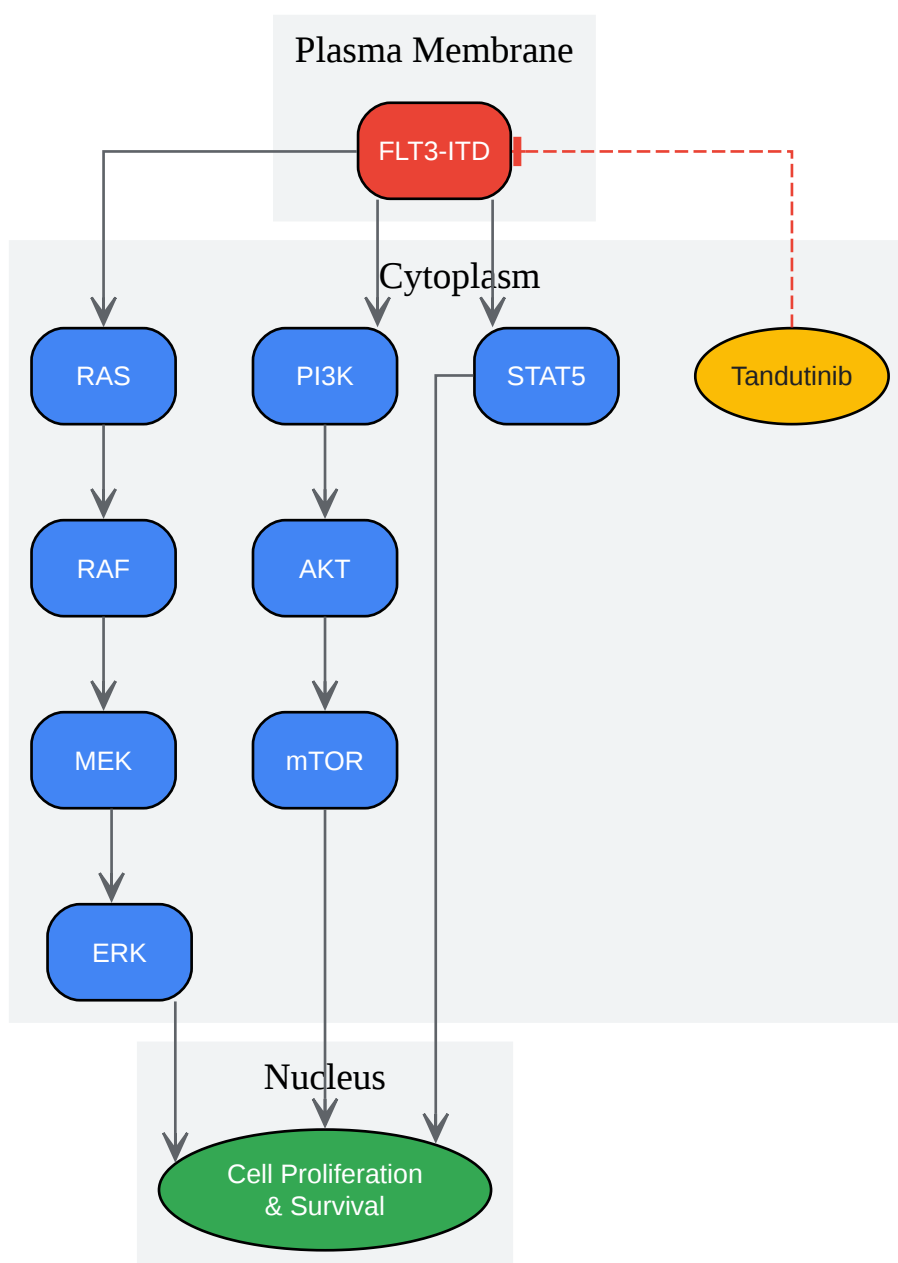 Plasma Membrane
FLT3-ITD
Cytoplasm
RAS
PI3K
STAT5
Tandutinib
RAF
AKT
MEK
mTOR
ERK
Nucleus
Cell Proliferation
& Survival